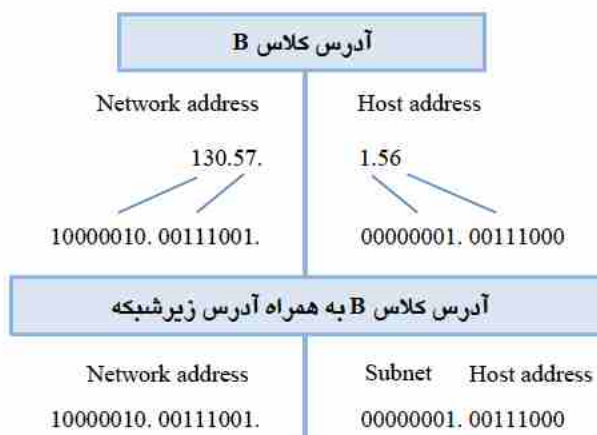 آدرس کلاس B
Network address Host address
130.57. 1.56
10000010. 00111001. 00000001. 00111000
آدرس کلاس B به همراه آدرس زیرشبکه
Network address Subnet Host address
10000010. 00111001. 00000001. 00111000